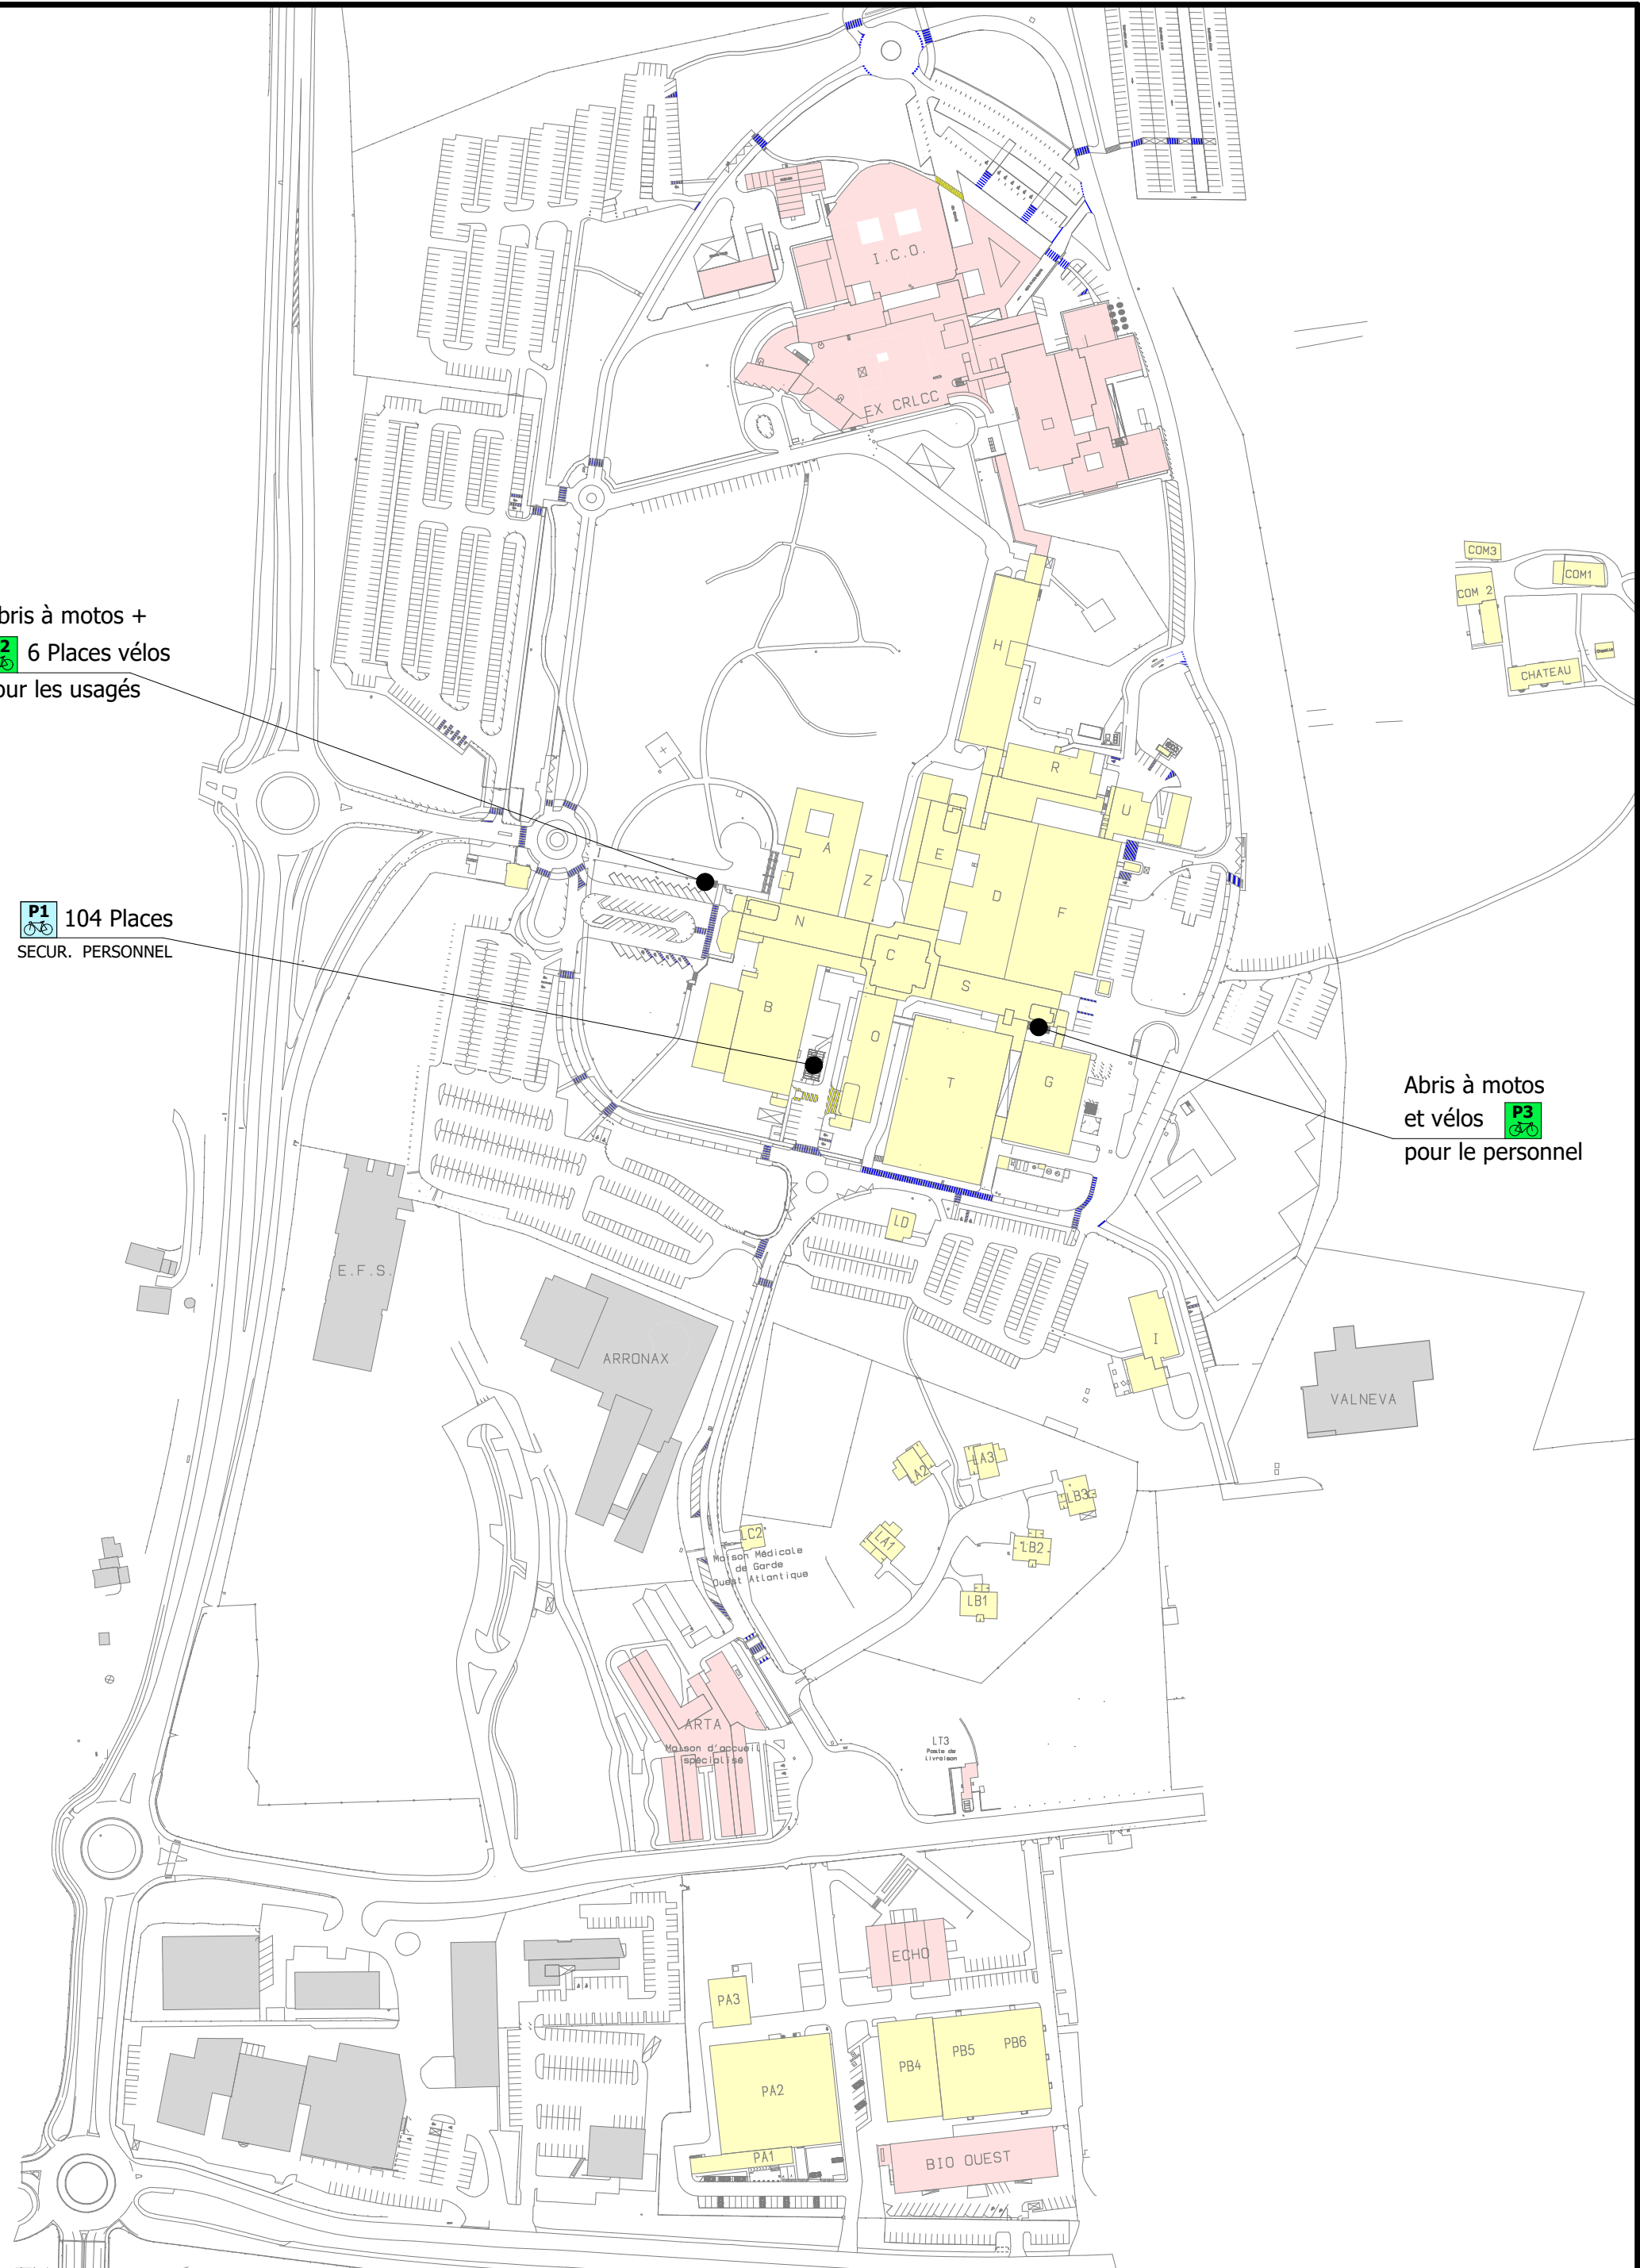 I.C.O.
EX CRLCC
COM3
COM1
COM 2
CHATEAU
bris à motos +
2 6 Places vélos
our les usagés
H
R
U
A
E
Z
D
F
N
C
S
P1 104 Places
SECUR. PERSONNEL
B
O
T
G
Abris à motos
et vélos P3
pour le personnel
LD
E.F.S.
ARRONAX
I
VALNEVA
LA2
LA3
LB3
LC2
LA1
LB2
Maison Médicale
de Garde
Ouest Atlantique
LB1
ARTA
Maison d'accueil
spécialisé
LT3
Poste de
livraison
ECHO
PA3
PB4
PB5
PB6
PA2
PA1
BIO OUEST